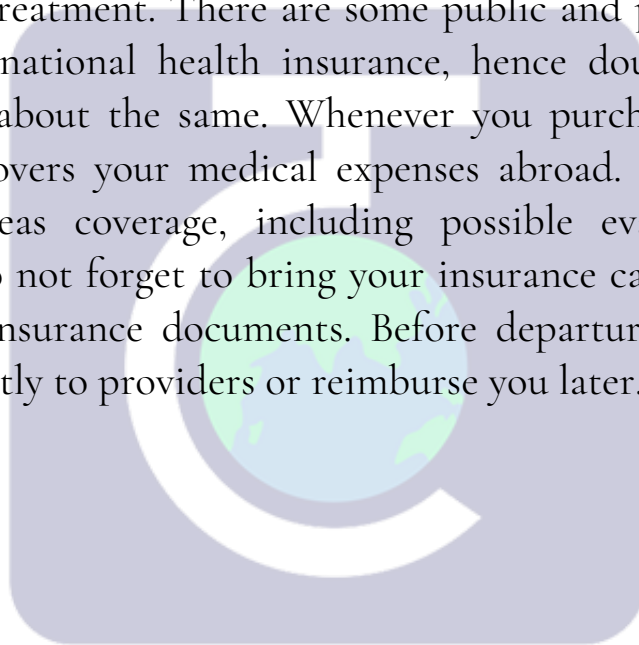 reatment. There are some public and
national health insurance, hence dou
about the same. Whenever you purch
overs your medical expenses abroad.
eas coverage, including possible ev
not forget to bring your insurance ca
nsurance documents. Before departur
tly to providers or reimburse you later.